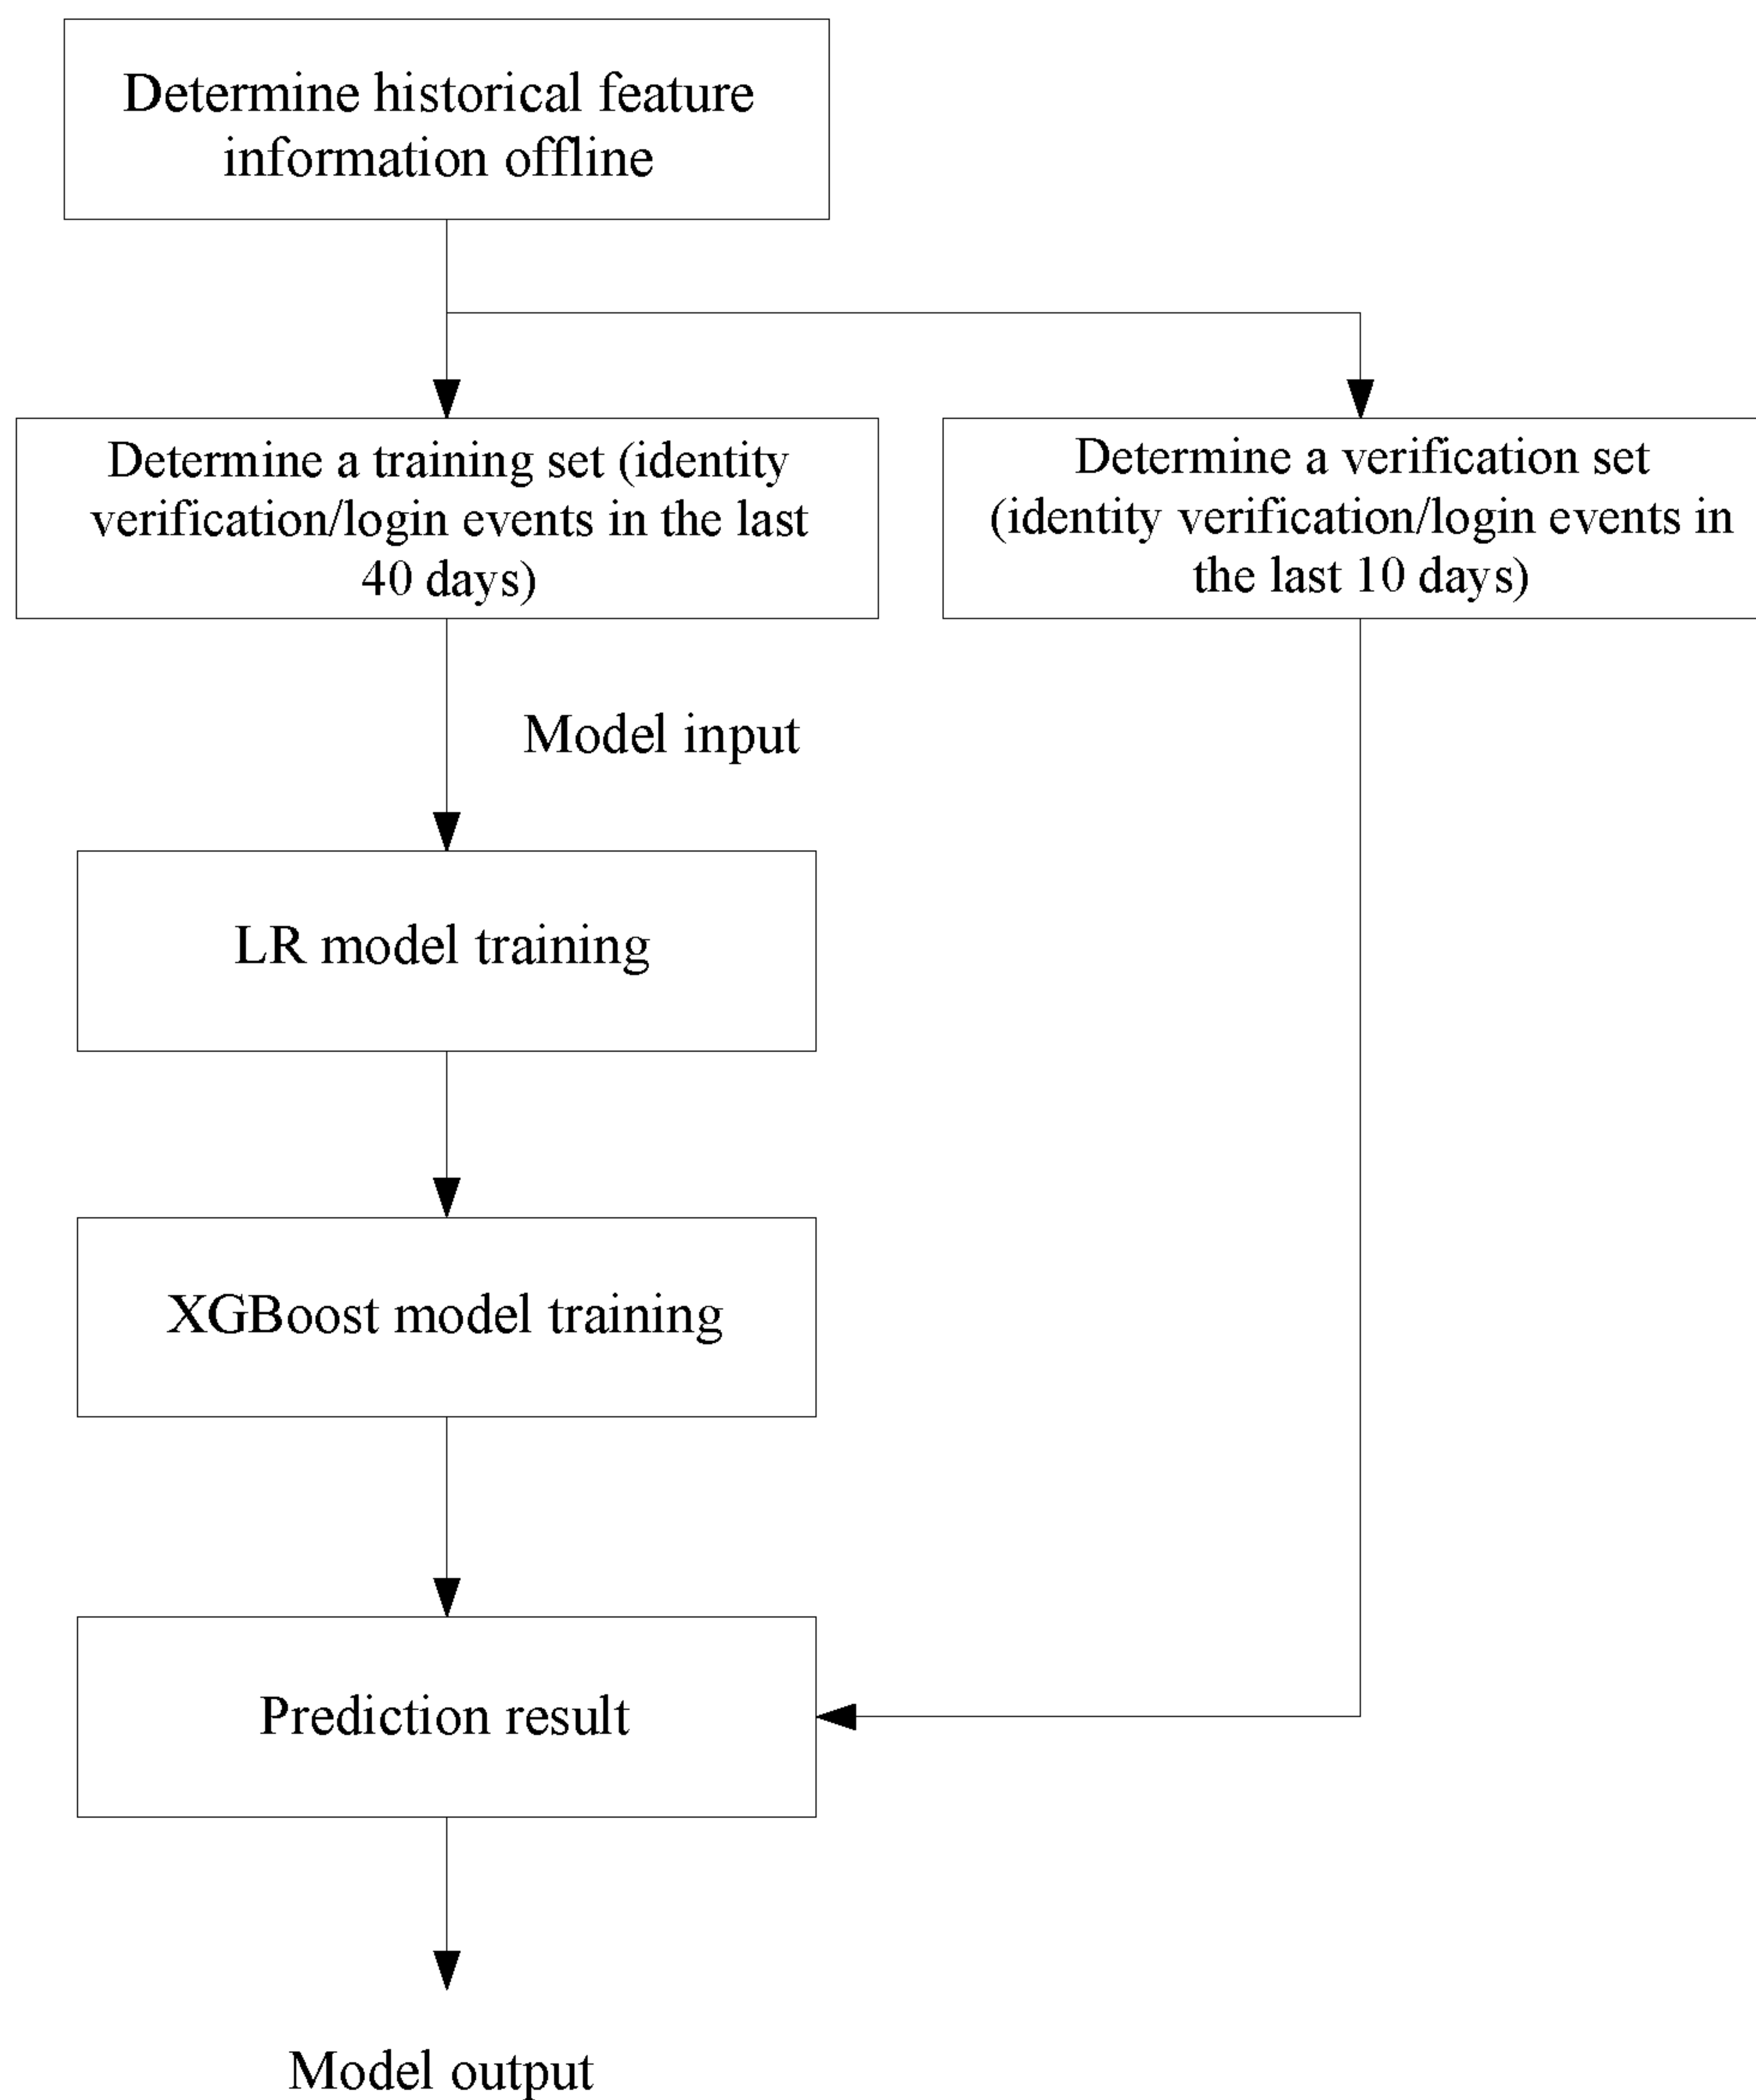 Determine historical feature
information offline
Determine a training set (identity
verification/login events in the last
40 days)
Determine a verification set
(identity verification/login events in
the last 10 days)
Model input
LR model training
XGBoost model training
Prediction result
Model output